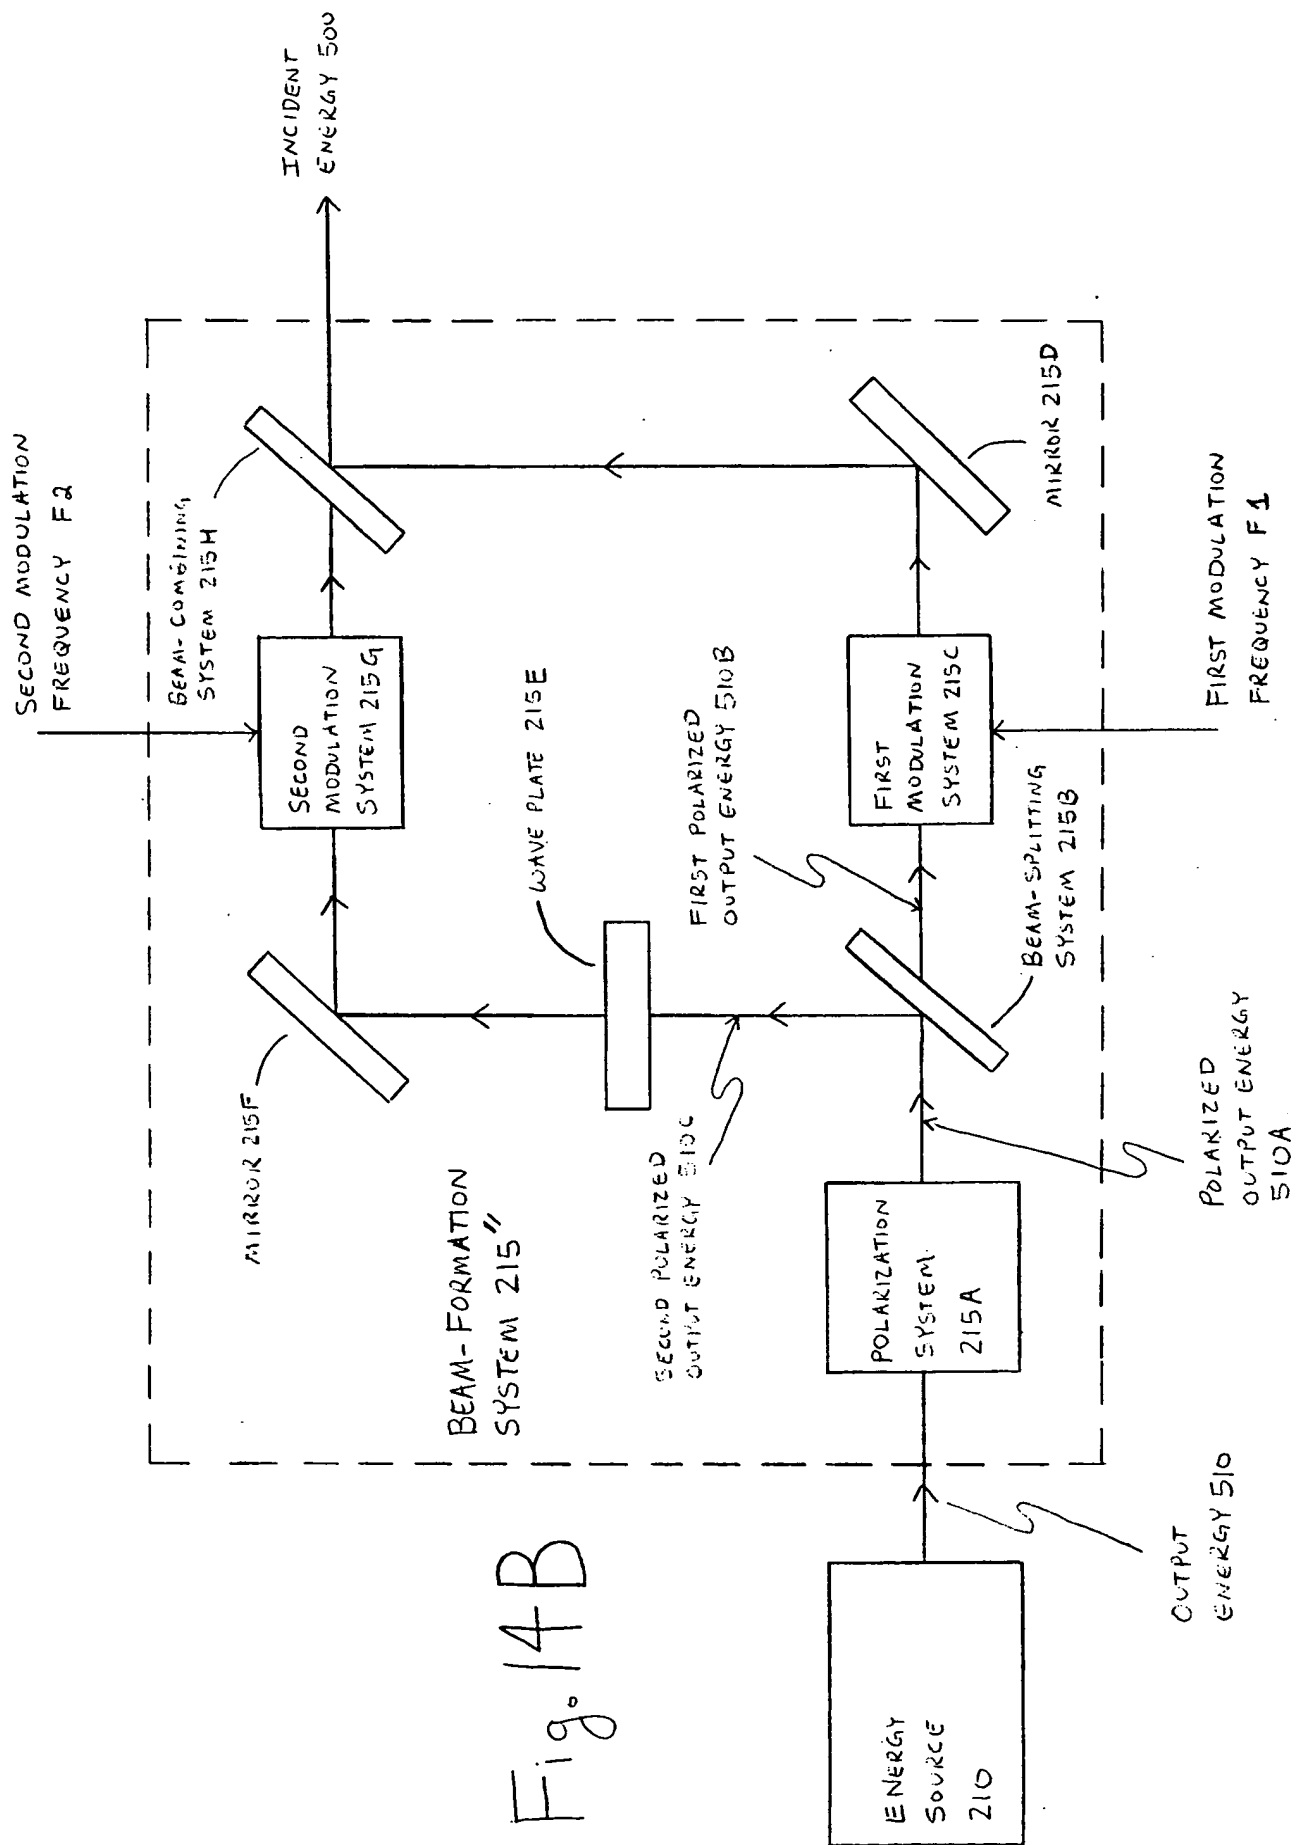 SECOND MODULATION
FREQUENCY F2
BEAM-COMBINING
SYSTEM 215H
INCIDENT
ENERGY 500
SECOND
MODULATION
SYSTEM 215G
MIRROR 215F
WAVE PLATE 215E
BEAM-FORMATION
SYSTEM 215"
SECOND POLARIZED
OUTPUT ENERGY 510C
FIRST POLARIZED
OUTPUT ENERGY 510B
FIRST
MODULATION
SYSTEM 215C
MIRROR 215D
BEAM-SPLITTING
SYSTEM 215B
POLARIZATION
SYSTEM
215A
ENERGY
SOURCE
210
OUTPUT
ENERGY 510
POLARIZED
OUTPUT ENERGY
510A
FIRST MODULATION
FREQUENCY F1
Fig. 14B